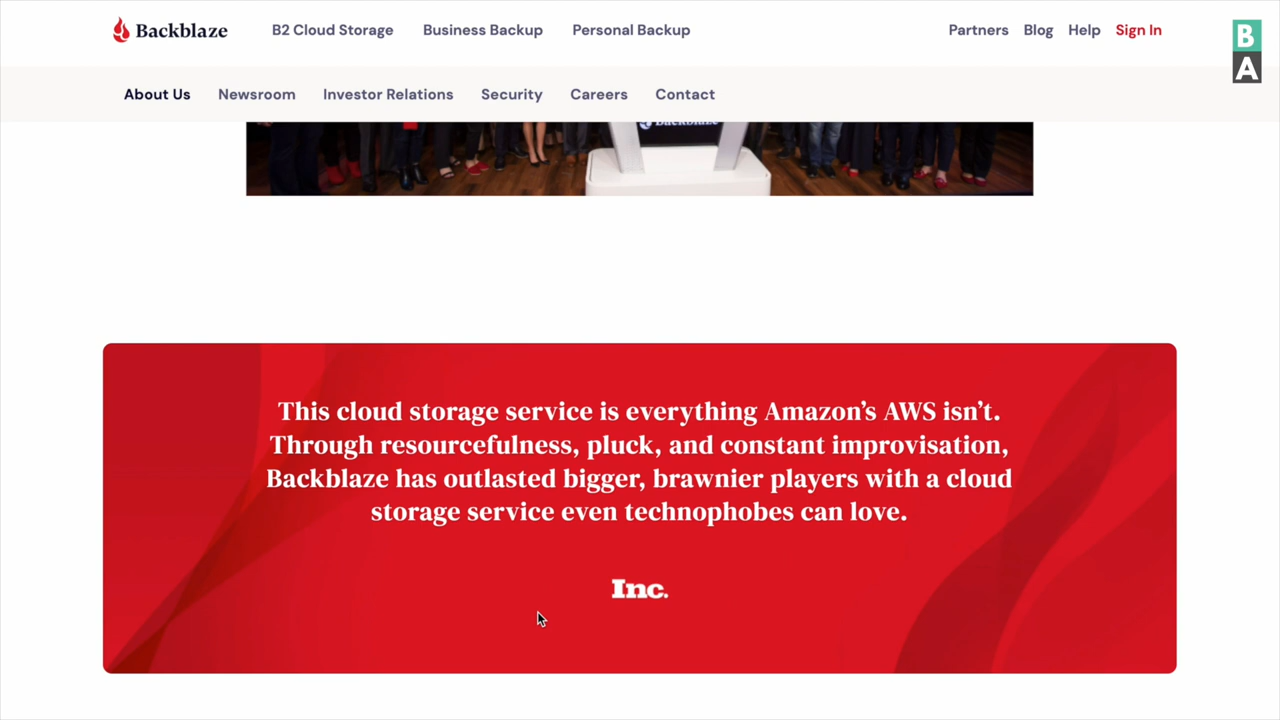 Backblaze B2 Cloud Storage Business Backup Personal Backup Partners Blog Help Sign In
B
A
About Us Newsroom Investor Relations Security Careers Contact
Backblaze
This cloud storage service is everything Amazon’s AWS isn’t.
Through resourcefulness, pluck, and constant improvisation,
Backblaze has outlasted bigger, brawnier players with a cloud
storage service even technophobes can love.
Inc.